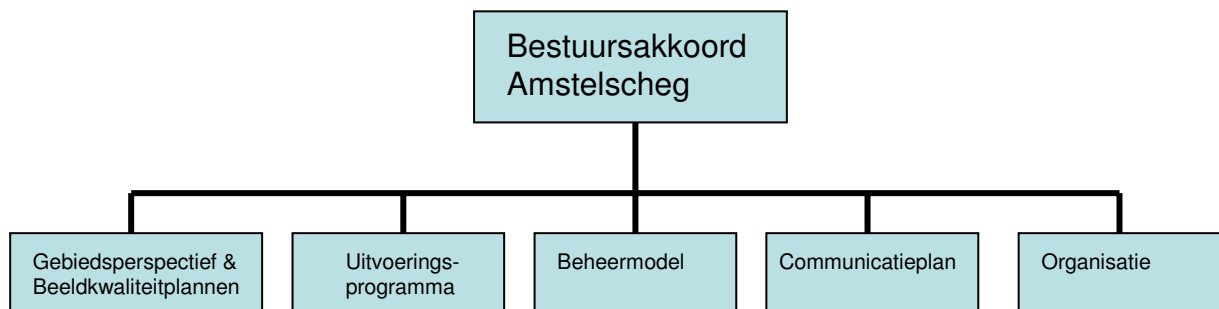 Bestuursakkoord
Amstelscheg
Gebiedsperspectief &
Beeldkwaliteitplannen
Uitvoerings-
programma
Beheermodel
Communicatieplan
Organisatie